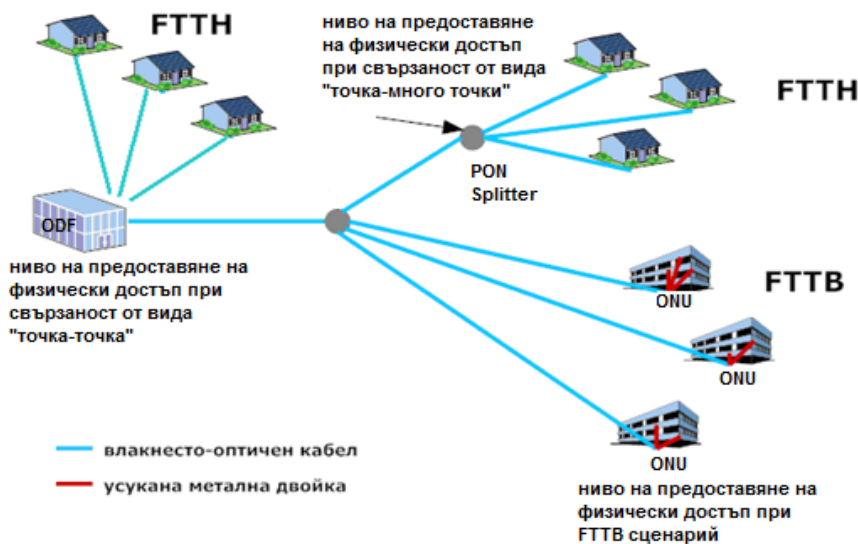 FTTH
ниво на предоставяне
на физически достъп
при свързаност от вида
"точка-много точки"
FTTH
PON
Splitter
ODF
ниво на предоставяне на
физически достъп при
свързаност от вида
"точка-точка"
ONU
FTTB
ONU
ONU
влакнесто-оптичен кабел
усукана метална двойка
ниво на предоставяне на
физически достъп при
FTTB сценарий